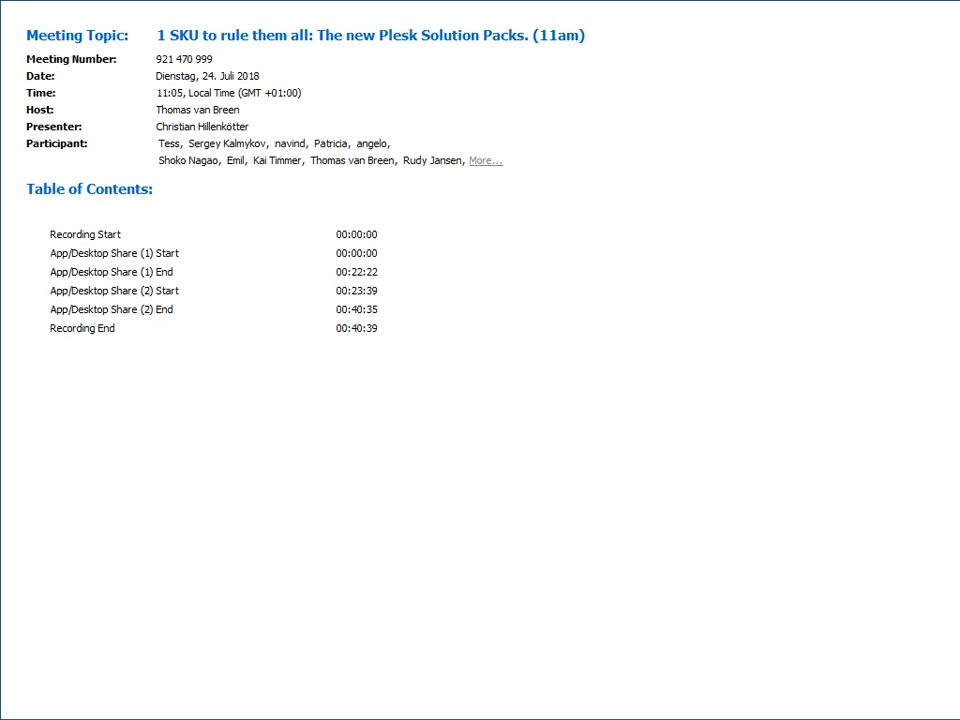 Meeting Topic: 1 SKU to rule them all: The new Plesk Solution Packs. (11am)
Meeting Number: 921 470 999
Date: Dienstag, 24. Juli 2018
Time: 11:05, Local Time (GMT +01:00)
Host: Thomas van Breen
Presenter: Christian Hillenkötter
Participant: Tess, Sergey Kalmykov, navind, Patricia, angelo,
Shoko Nagao, Emil, Kai Timmer, Thomas van Breen, Rudy Jansen, More...
Table of Contents:
Recording Start 00:00:00
App/Desktop Share (1) Start 00:00:00
App/Desktop Share (1) End 00:22:22
App/Desktop Share (2) Start 00:23:39
App/Desktop Share (2) End 00:40:35
Recording End 00:40:39